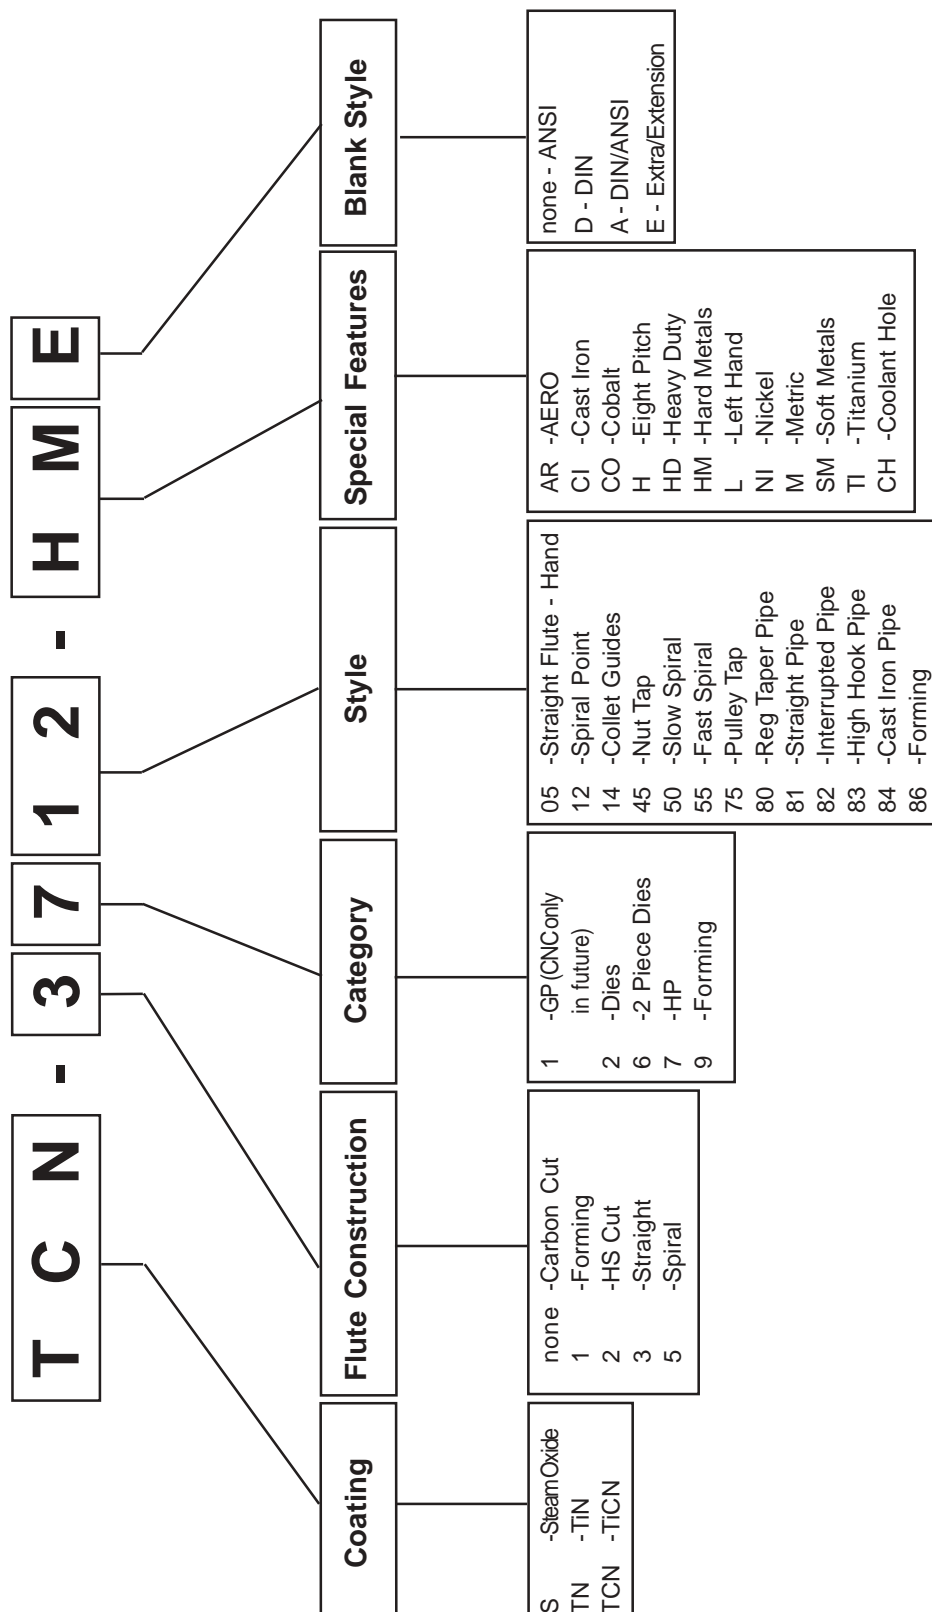 T C N - 3 7 1 2 - H M E
Coating
S -SteamOxide
TN -TiN
TCN -TiCN
Flute Construction
none -Carbon Cut
1 -Forming
2 -HS Cut
3 -Straight
5 -Spiral
Category
1 -GP(CNConly
in future)
2 -Dies
6 -2 Piece Dies
7 -HP
9 -Forming
Style
05 -Straight Flute - Hand
12 -Spiral Point
14 -Collet Guides
45 -Nut Tap
50 -Slow Spiral
55 -Fast Spiral
75 -Pulley Tap
80 -Reg Taper Pipe
81 -Straight Pipe
82 -Interrupted Pipe
83 -High Hook Pipe
84 -Cast Iron Pipe
86 -Forming
Special Features
AR -AERO
CI -Cast Iron
CO -Cobalt
H -Eight Pitch
HD -Heavy Duty
HM -Hard Metals
L -Left Hand
NI -Nickel
M -Metric
SM -Soft Metals
TI -Titanium
CH -Coolant Hole
Blank Style
none - ANSI
D - DIN
A - DIN/ANSI
E - Extra/Extension